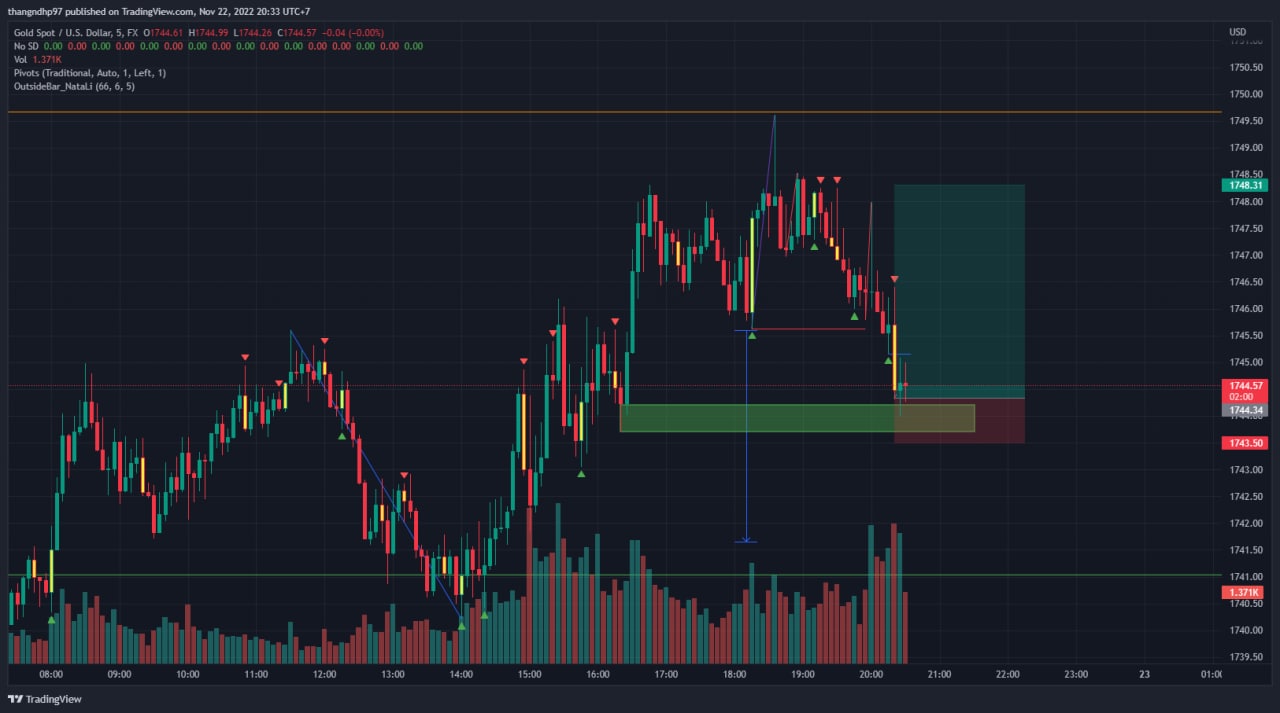 thangndhp97 published on TradingView.com, Nov 22, 2022 20:33 UTC+7
Gold Spot / U.S. Dollar, 5, FX O1744.61 H1744.99 L1744.26 C1744.57 −0.04 (−0.00%)
No SD 0.00 0.00 0.00 0.00 0.00 0.00 0.00 0.00 0.00 0.00 0.00 0.00 0.00 0.00 0.00 0.00
Vol 1.371K
Pivots (Traditional, Auto, 1, Left, 1)
OutsideBar_NataLi (66, 6, 5)
USD
1750.50
1750.00
1749.50
1749.00
1748.50
1748.31
1748.00
1747.50
1747.00
1746.50
1746.00
1745.50
1745.00
1744.57
02:00
1744.34
1743.50
1743.00
1742.50
1742.00
1741.50
1741.00
1.371K
1740.50
1740.00
1739.50
08:00 09:00 10:00 11:00 12:00 13:00 14:00 15:00 16:00 17:00 18:00 19:00 20:00 21:00 22:00 23:00 23 01:0
TradingView